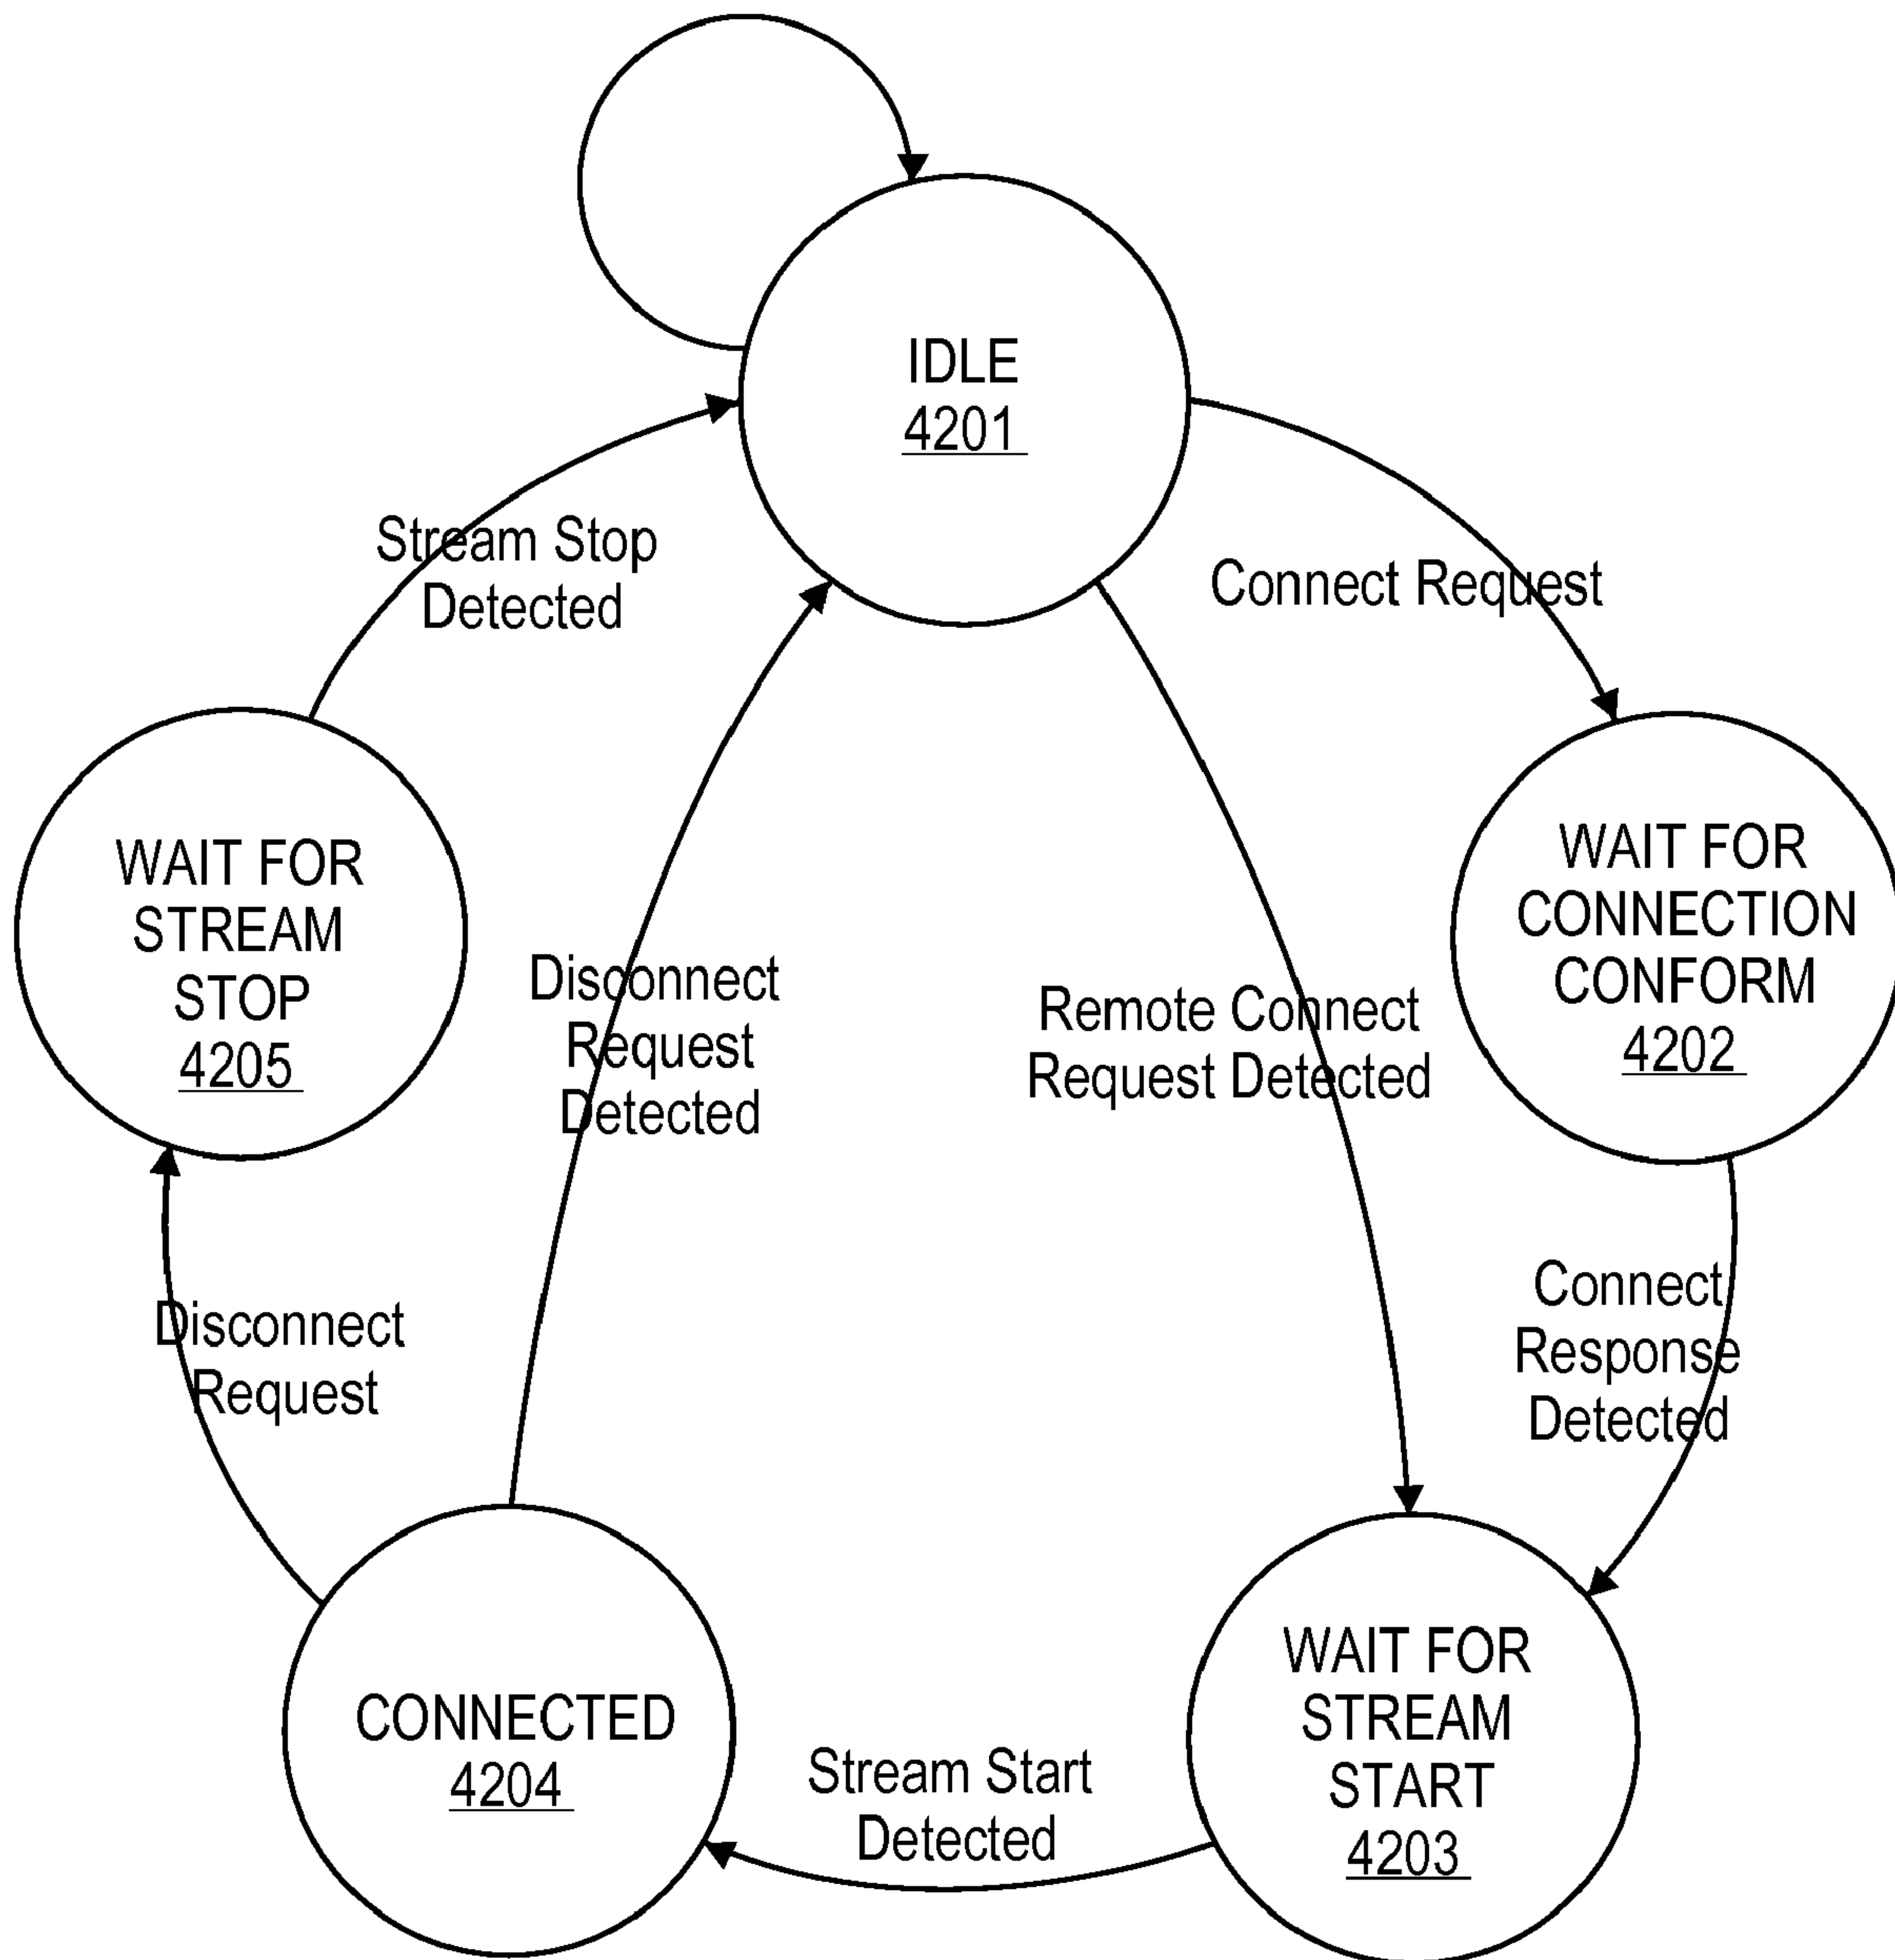 IDLE
4201
Stream Stop
Detected
Connect Request
WAIT FOR
STREAM
STOP
4205
WAIT FOR
CONNECTION
CONFORM
4202
Disconnect
Request
Detected
Remote Connect
Request Detected
Disconnect
Request
Connect
Response
Detected
CONNECTED
4204
Stream Start
Detected
WAIT FOR
STREAM
START
4203